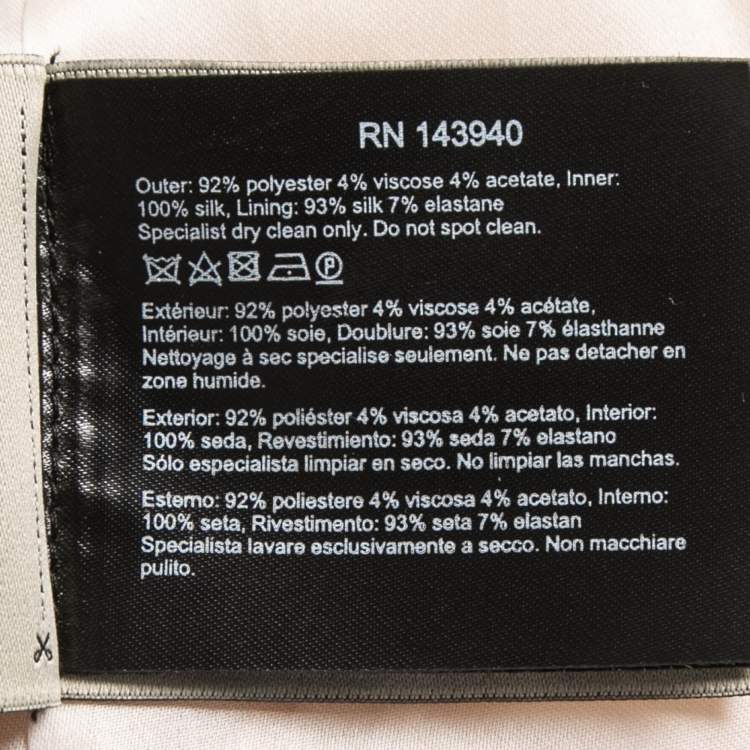 RN 143940
Outer: 92% polyester 4% viscose 4% acetate, Inner:
100% silk, Lining: 93% silk 7% elastane
Specialist dry clean only. Do not spot clean.
P
Extérieur: 92% polyester 4% viscose 4% acétate,
Intérieur: 100% soie, Doublure: 93% soie 7% élasthanne
Nettoyage à sec specialise seulement. Ne pas detacher en
zone humide.
Exterior: 92% poliéster 4% viscosa 4% acetato, Interior:
100% seda, Revestimiento: 93% seda 7% elastano
Sólo especialista limpiar en seco. No limpiar las manchas.
Esterno: 92% poliestere 4% viscosa 4% acetato, Interno:
100% seta, Rivestimento: 93% seta 7% elastan
Specialista lavare esclusivamente a secco. Non macchiare
pulito.